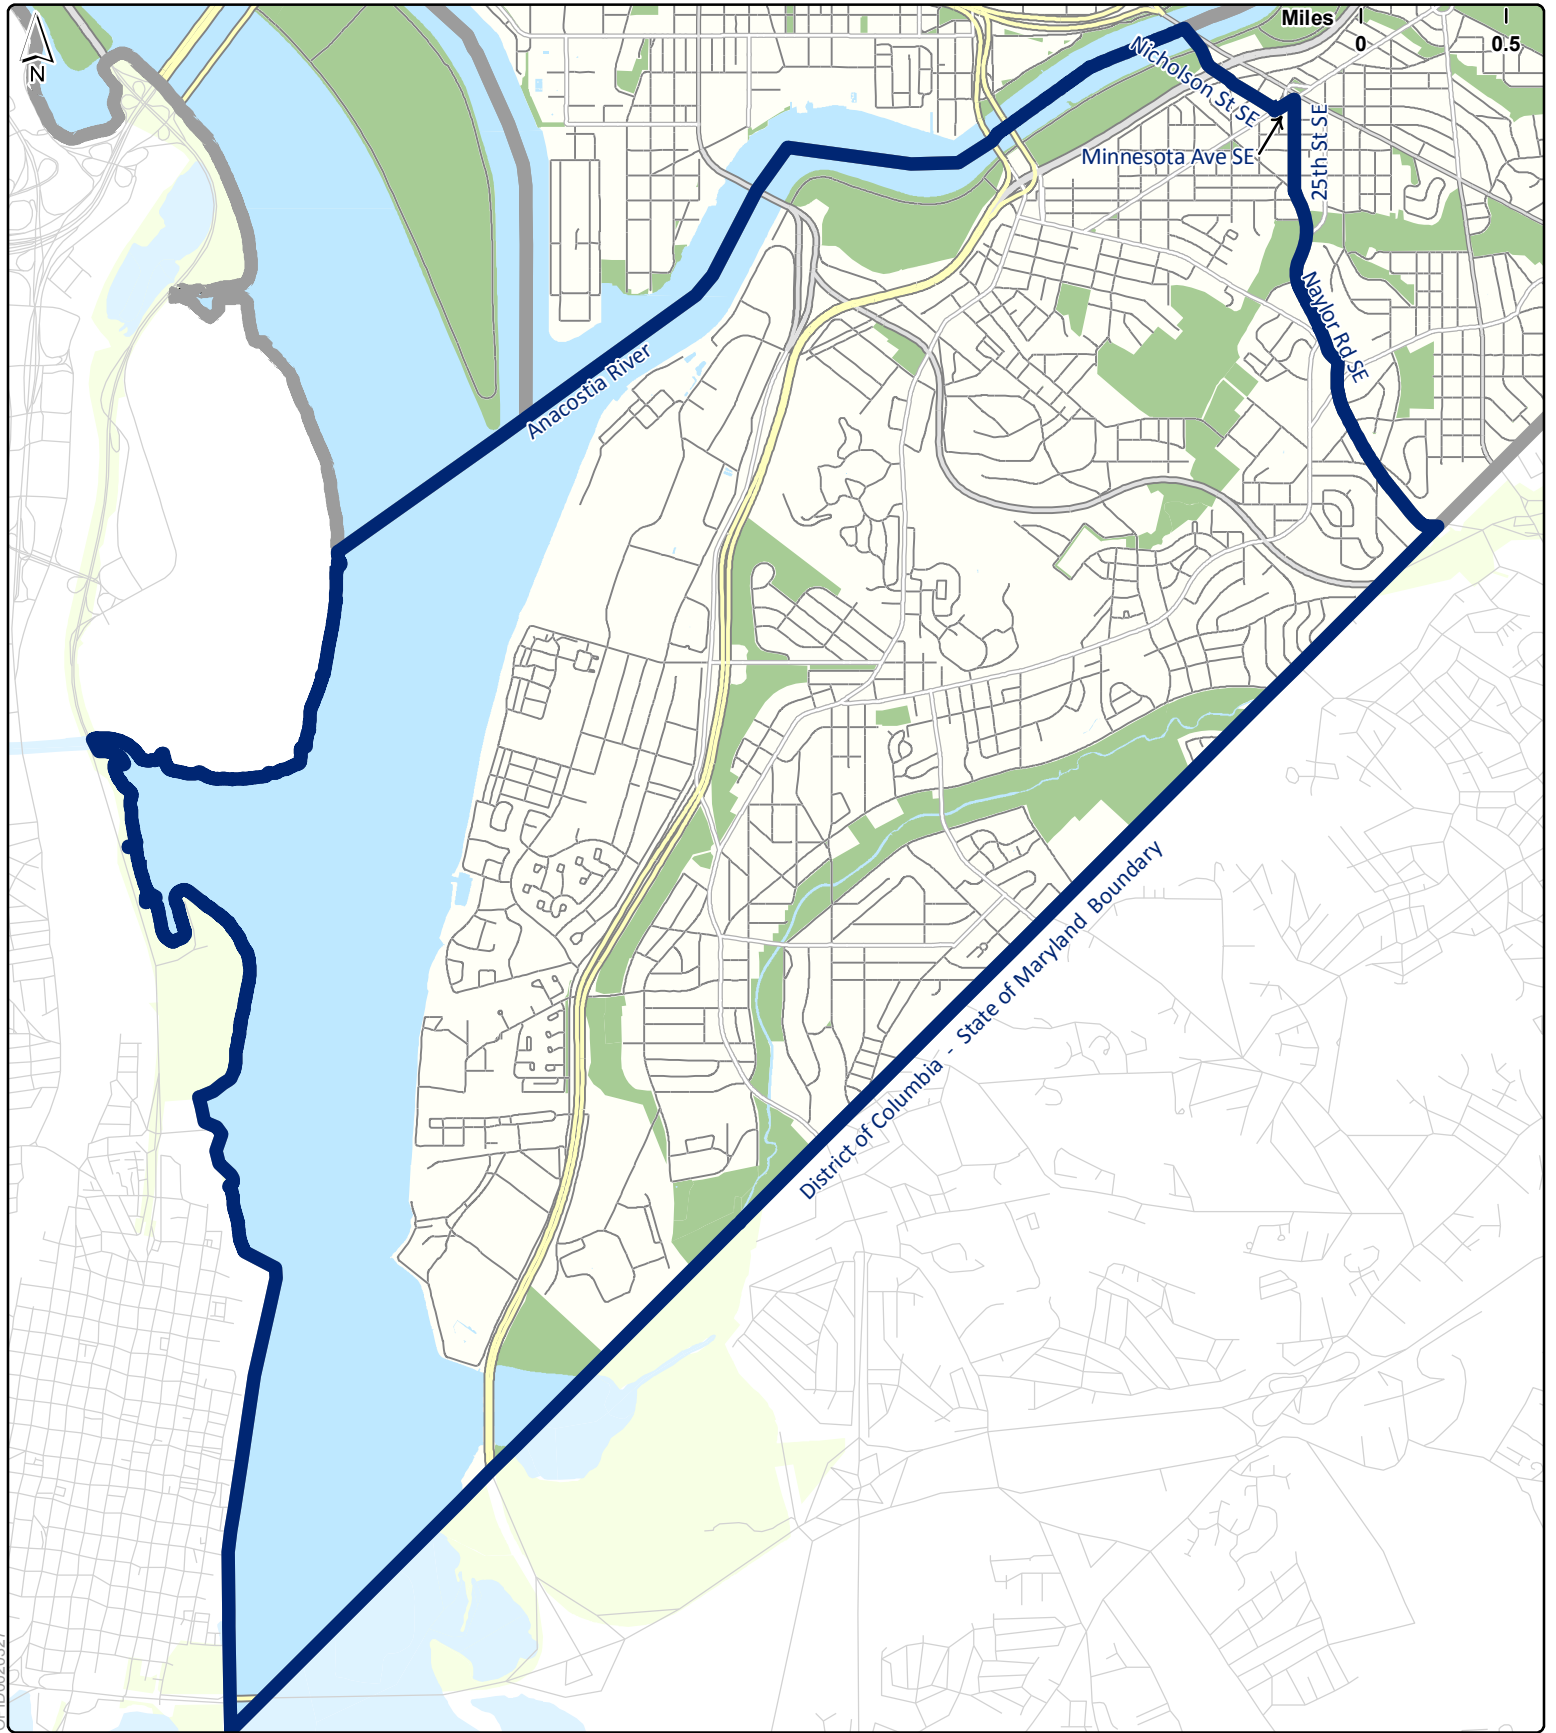 Miles
0 0.5
N
Nicholson St SE
Minnesota Ave SE
25th St SE
Naylor Rd SE
Anacostia River
District of Columbia - State of Maryland Boundary